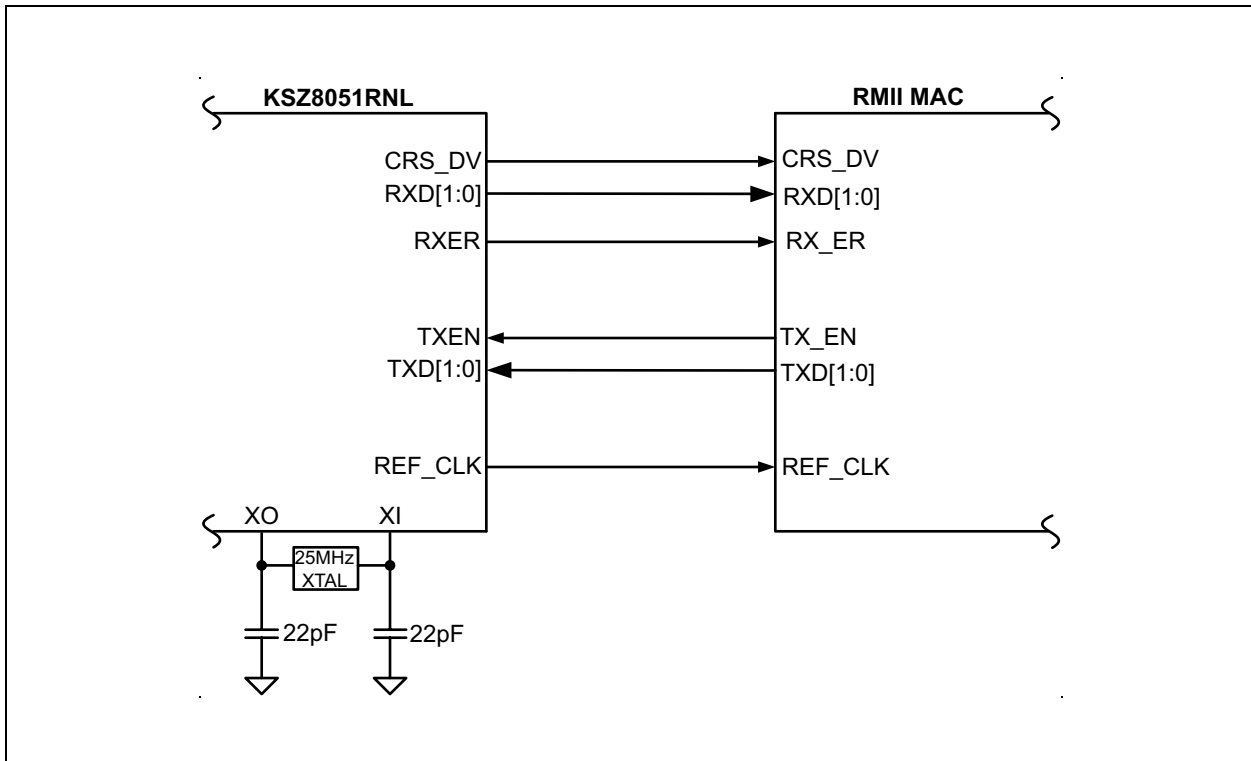 KSZ8051RNL
RMII MAC
CRS_DV
CRS_DV
RXD[1:0]
RXD[1:0]
RXER
RX_ER
TXEN
TX_EN
TXD[1:0]
TXD[1:0]
REF_CLK
REF_CLK
XO
XI
25MHz
XTAL
22pF
22pF